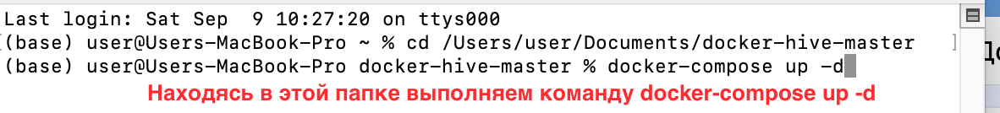 Last login: Sat Sep  9 10:27:20 on ttys000
(base) user@Users-MacBook-Pro ~ % cd /Users/user/Documents/docker-hive-master
(base) user@Users-MacBook-Pro docker-hive-master % docker-compose up -d
Находясь в этой папке выполняем команду docker-compose up -d